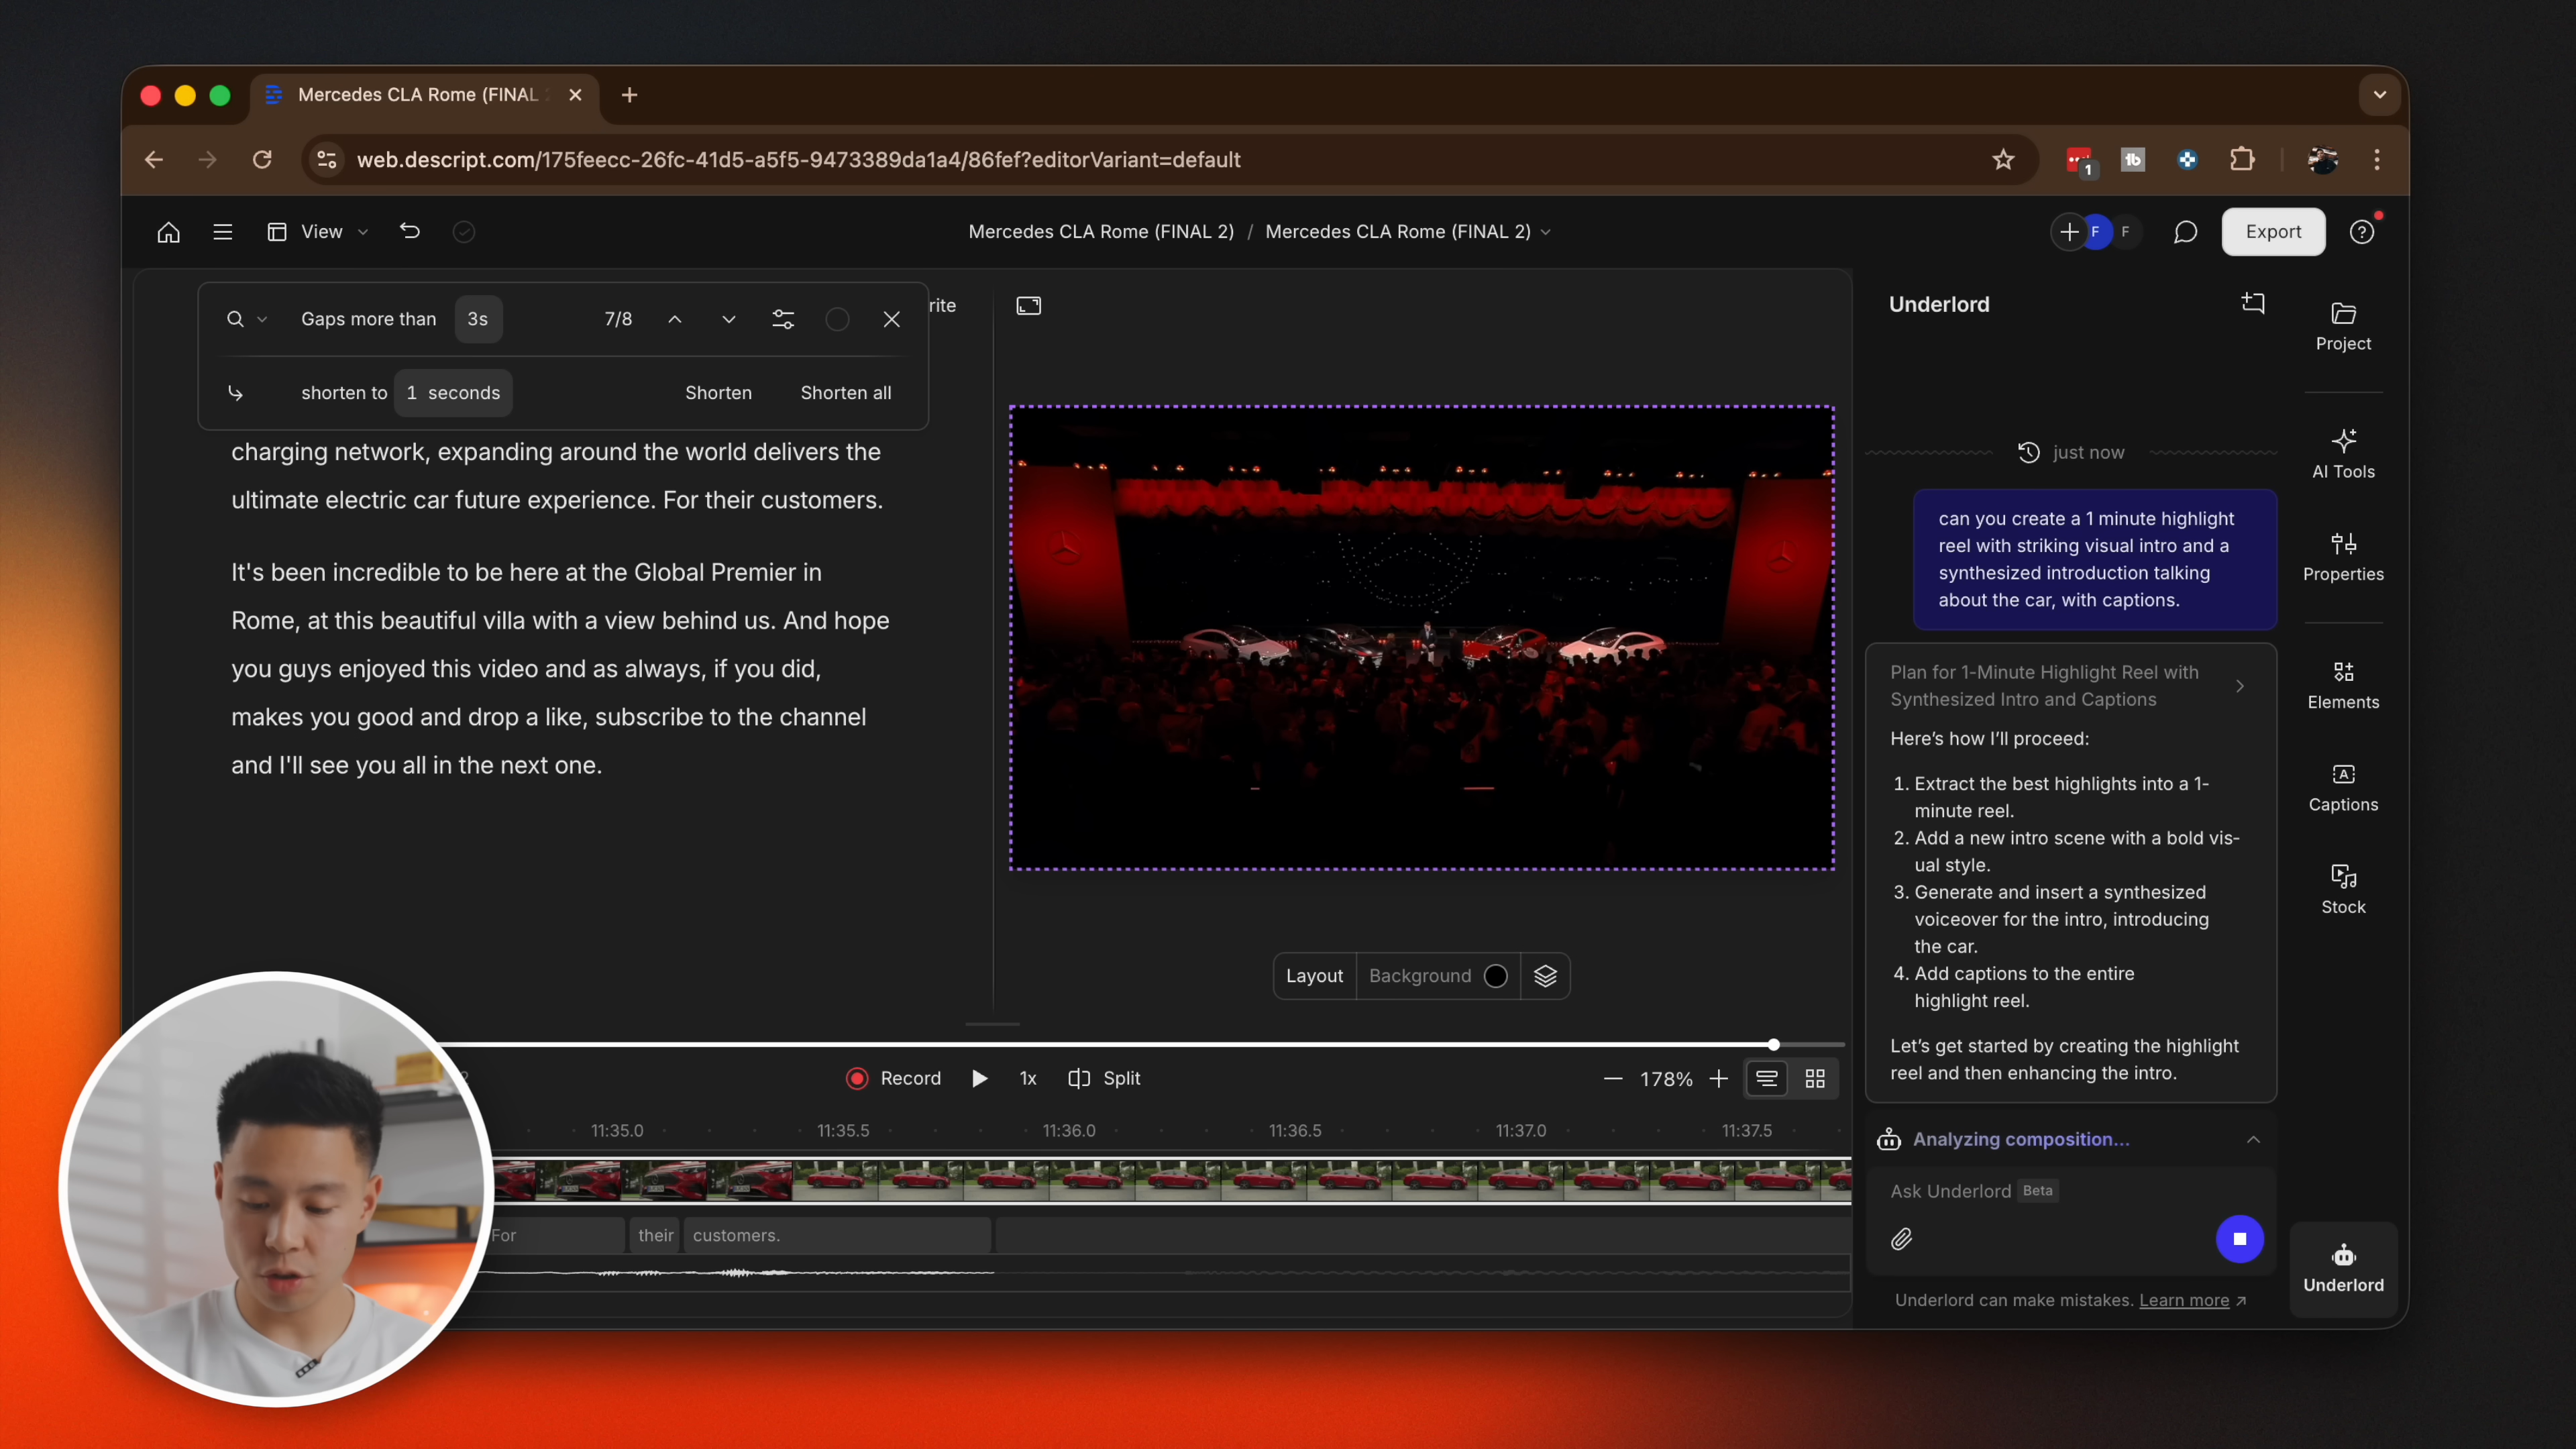 Mercedes CLA Rome (FINAL
web.descript.com/175feecc-26fc-41d5-a5f5-9473389da1a4/86fef?editorVariant=default
1
View
Mercedes CLA Rome (FINAL 2) / Mercedes CLA Rome (FINAL 2)
F
F
Export
Gaps more than 3s
7/8
rite
shorten to 1 seconds
Shorten
Shorten all
charging network, expanding around the world delivers the
ultimate electric car future experience. For their customers.
It's been incredible to be here at the Global Premier in
Rome, at this beautiful villa with a view behind us. And hope
you guys enjoyed this video and as always, if you did,
makes you good and drop a like, subscribe to the channel
and I'll see you all in the next one.
Layout
Background
Record
1x
Split
178%
11:35.0
11:35.5
11:36.0
11:36.5
11:37.0
11:37.5
For
their
customers.
Underlord
just now
can you create a 1 minute highlight
reel with striking visual intro and a
synthesized introduction talking
about the car, with captions.
Plan for 1-Minute Highlight Reel with
Synthesized Intro and Captions
Here's how I'll proceed:
1. Extract the best highlights into a 1-
minute reel.
2. Add a new intro scene with a bold vis-
ual style.
3. Generate and insert a synthesized
voiceover for the intro, introducing
the car.
4. Add captions to the entire
highlight reel.
Let's get started by creating the highlight
reel and then enhancing the intro.
Analyzing composition...
Ask Underlord Beta
Underlord can make mistakes. Learn more
Project
AI Tools
Properties
Elements
Captions
Stock
Underlord